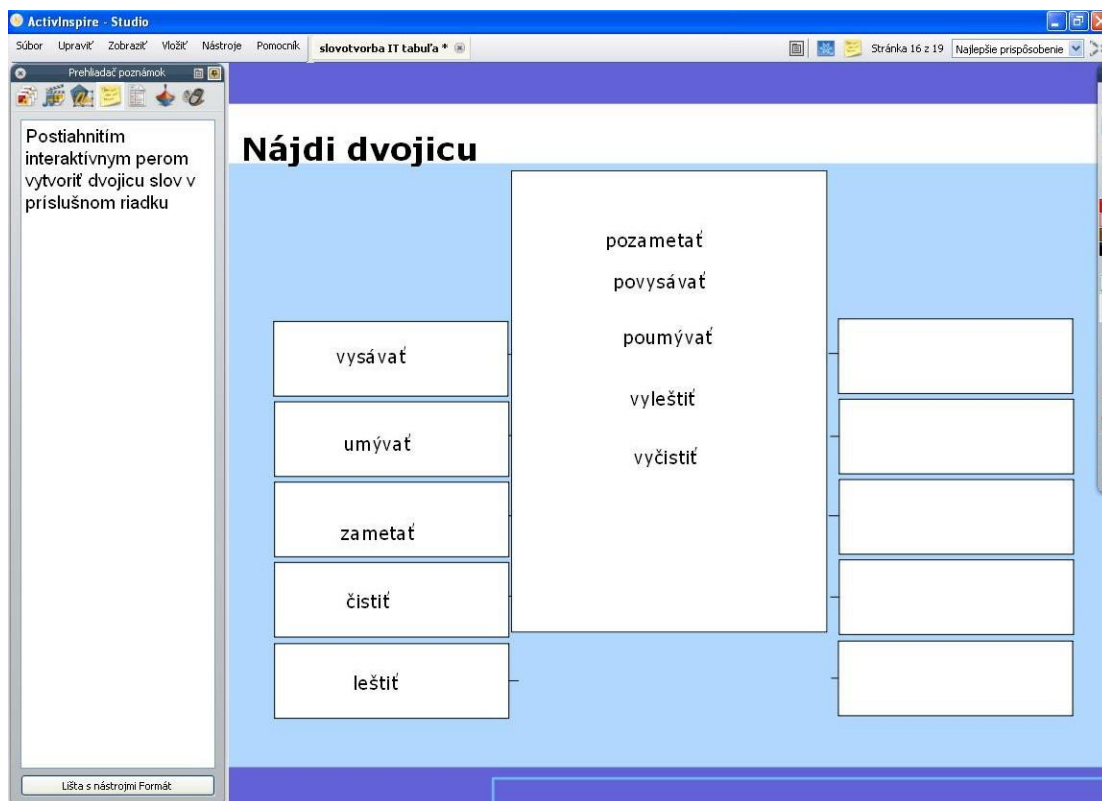 ActivInspire - Studio
Súbor Upraviť Zobraziť Vložiť Nástroje Pomocník slovotvorba IT tabuľa * Stránka 16 z 19 Najlepšie prispôsobenie
Prehliadač poznámok
Postiahnitím
interaktívnym perom
vytvoriť dvojicu slov v
príslušnom riadku
Nájdi dvojicu
pozametať
povysávať
poumývať
vyleštiť
vyčistiť
vysávať
umývať
zametať
čistiť
leštiť
Lišta s nástrojmi Formát